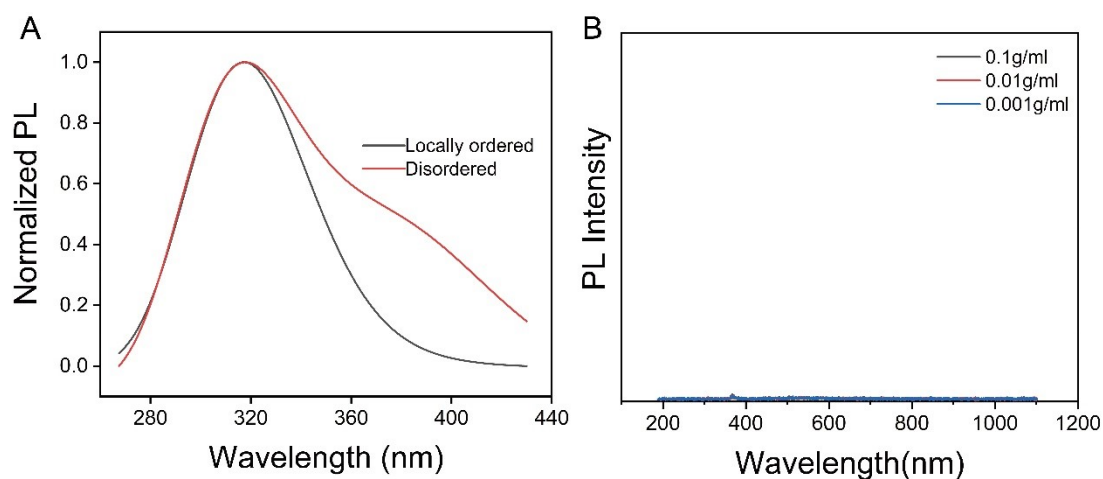 A
Normalized PL
1.0
0.8
0.6
0.4
0.2
0.0
Locally ordered
Disordered
280
320
360
400
440
Wavelength (nm)
B
PL Intensity
0.1g/ml
0.01g/ml
0.001g/ml
200
400
600
800
1000
1200
Wavelength(nm)